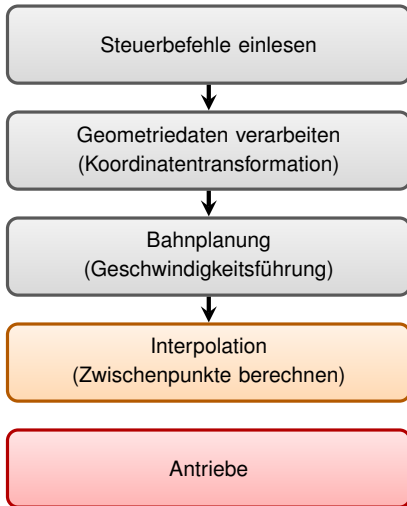 Steuerbefehle einlesen
Geometriedaten verarbeiten
(Koordinatentransformation)
Bahnplanung
(Geschwindigkeitsführung)
Interpolation
(Zwischenpunkte berechnen)
Antriebe